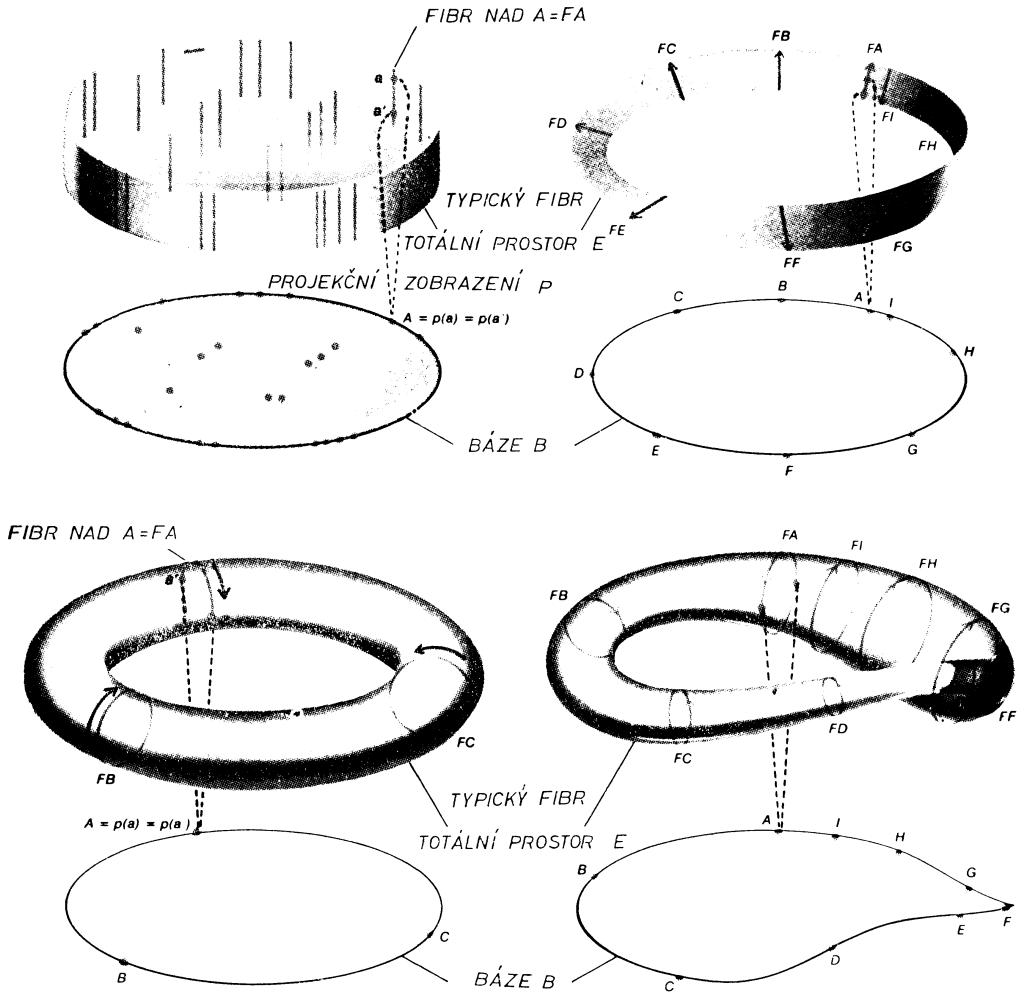 FIBR NAD A = FA
a
a'
FC
FB
FA
FI
FD
FH
FE
FF
FG
TYPICKÝ FIBR
TOTÁLNÍ PROSTOR E
PROJEKČNÍ ZOBRAZENÍ P
A = p(a) = p(a')
C
B
A
I
D
H
E
F
G
BÁZE B
FIBR NAD A = FA
a'
FB
FC
FA
FI
FH
FB
FG
FF
FC
FD
TYPICKÝ FIBR
TOTÁLNÍ PROSTOR E
A = p(a) = p(a')
B
C
A
I
H
B
G
F
E
D
C
BÁZE B